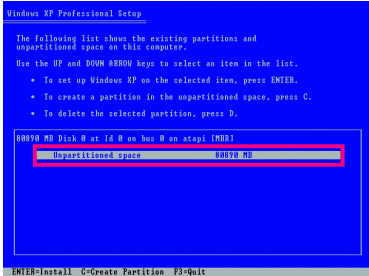 Windows XP Professional Setup
The following list shows the existing partitions and
unpartitioned space on this computer.
Use the UP and DOWN ARROW keys to select an item in the list.
• To set up Windows XP on the selected item, press ENTER.
• To create a partition in the unpartitioned space, press C.
• To delete the selected partition, press D.
80890 MB Disk 0 at Id 0 on bus 0 on atapi [MBR]
Unpartitioned space 80890 MB
ENTER=Install C=Create Partition F3=Quit